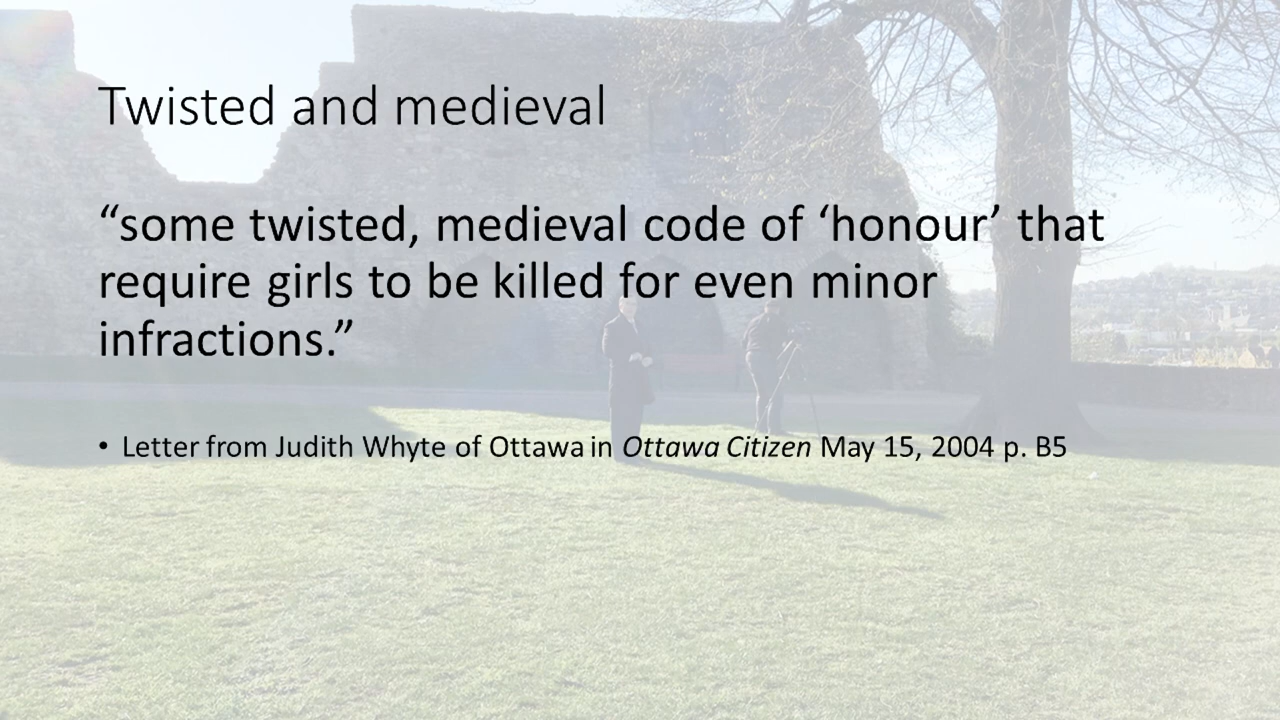 Twisted and medieval
“some twisted, medieval code of ‘honour’ that
require girls to be killed for even minor
infractions.”
• Letter from Judith Whyte of Ottawa in Ottawa Citizen May 15, 2004 p. B5